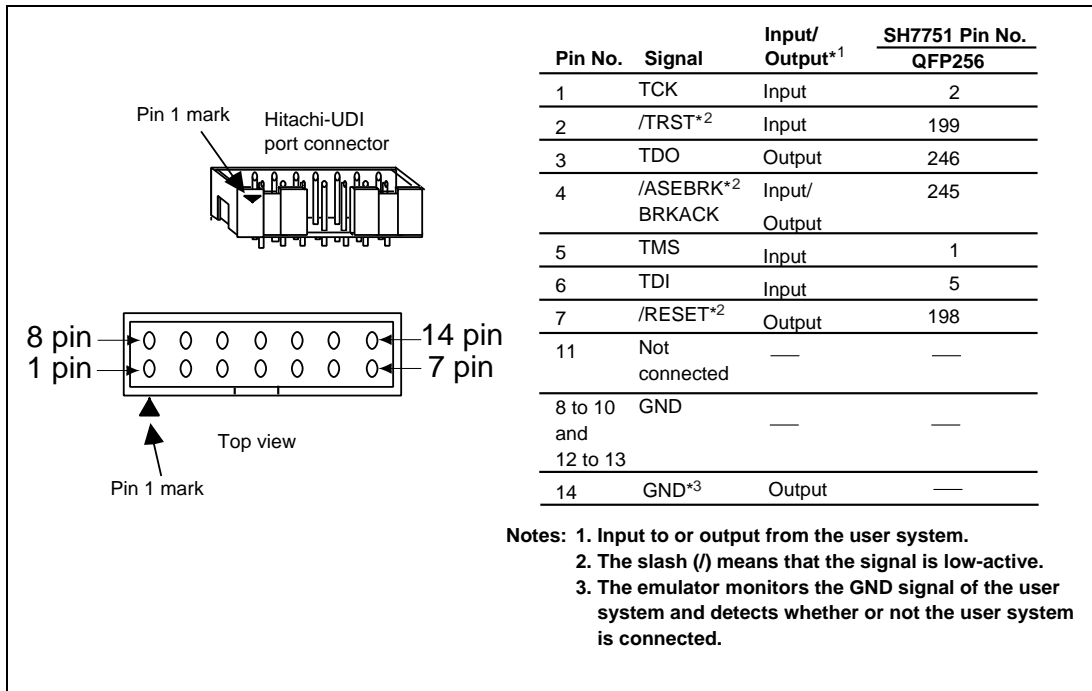 Pin 1 mark
Hitachi-UDI
port connector
8 pin
1 pin
14 pin
7 pin
Top view
Pin 1 mark
Pin No. Signal Input/ Output*1 SH7751 Pin No. QFP256
1 TCK Input 2
2 /TRST*2 Input 199
3 TDO Output 246
4 /ASEBRK*2 BRKACK Input/ Output 245
5 TMS Input 1
6 TDI Input 5
7 /RESET*2 Output 198
11 Not connected — —
8 to 10 and 12 to 13 GND — —
14 GND*3 Output —
Notes: 1. Input to or output from the user system.
2. The slash (/) means that the signal is low-active.
3. The emulator monitors the GND signal of the user
system and detects whether or not the user system
is connected.